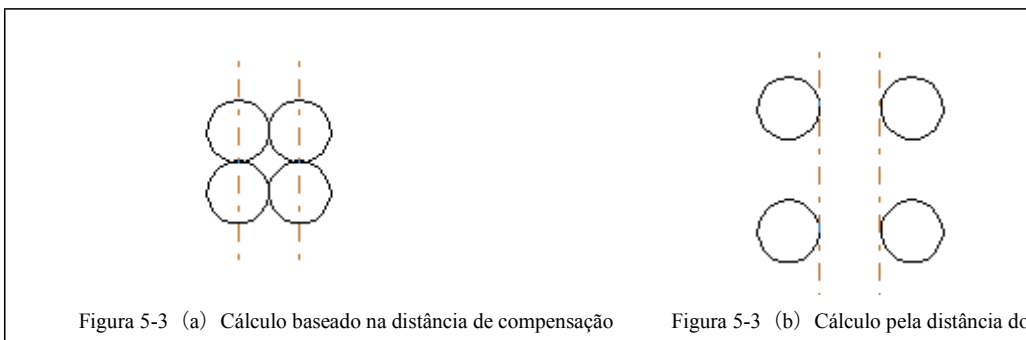 Figura 5-3（a）Cálculo baseado na distância de compensação
Figura 5-3（b）Cálculo pela distância do